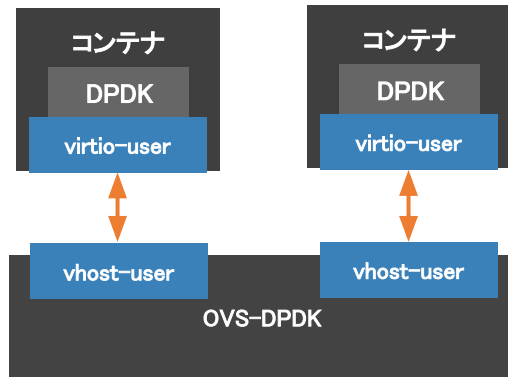 コンテナ
DPDK
virtio-user
コンテナ
DPDK
virtio-user
vhost-user
vhost-user
OVS-DPDK